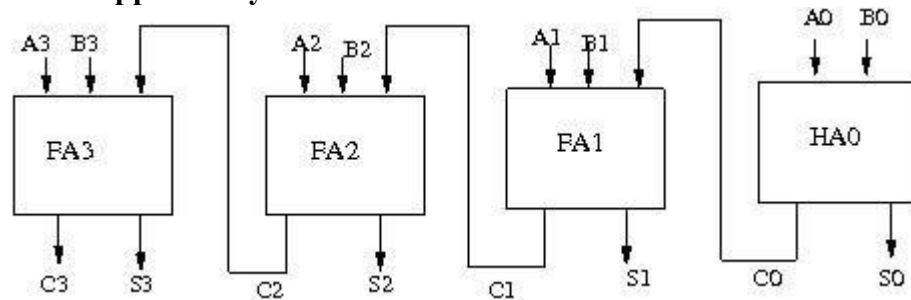 A3 B3 A2 B2 A1 B1 A0 B0
FA3 FA2 FA1 HA0
C3 S3 C2 S2 C1 S1 C0 S0